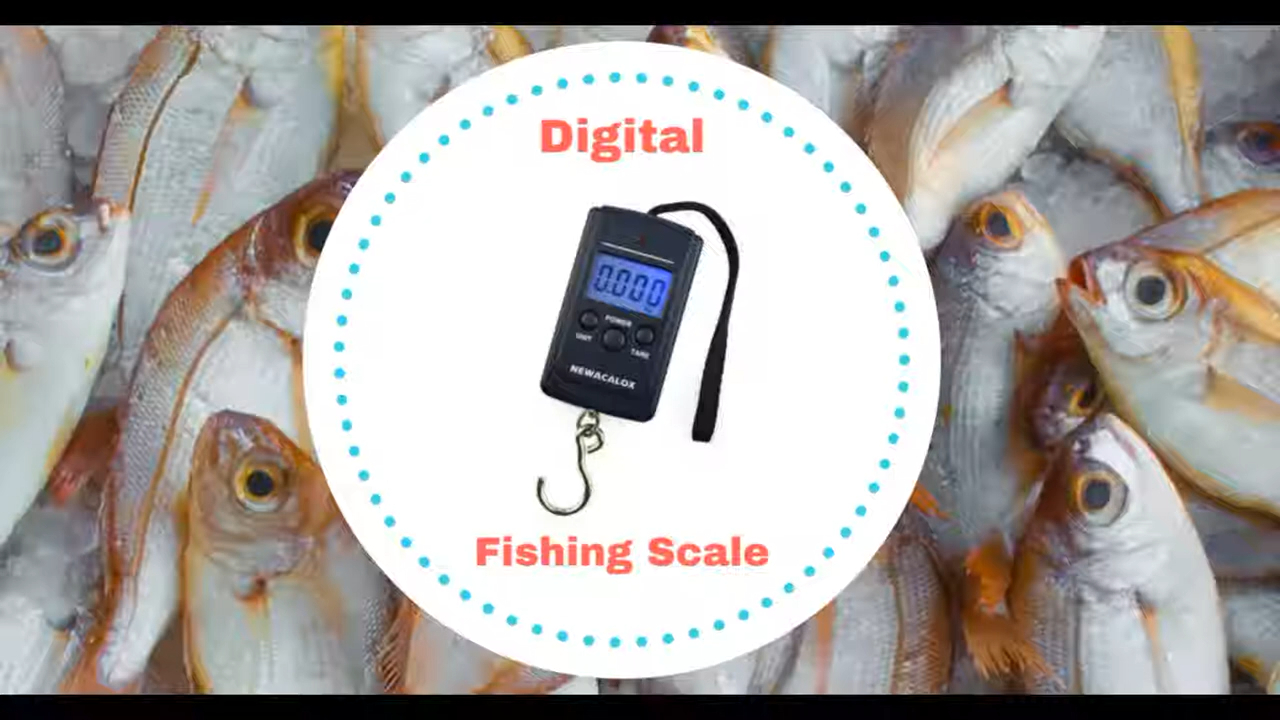 Digital
0.000
POWER
UNIT
TARE
NEWACALOX
Fishing Scale